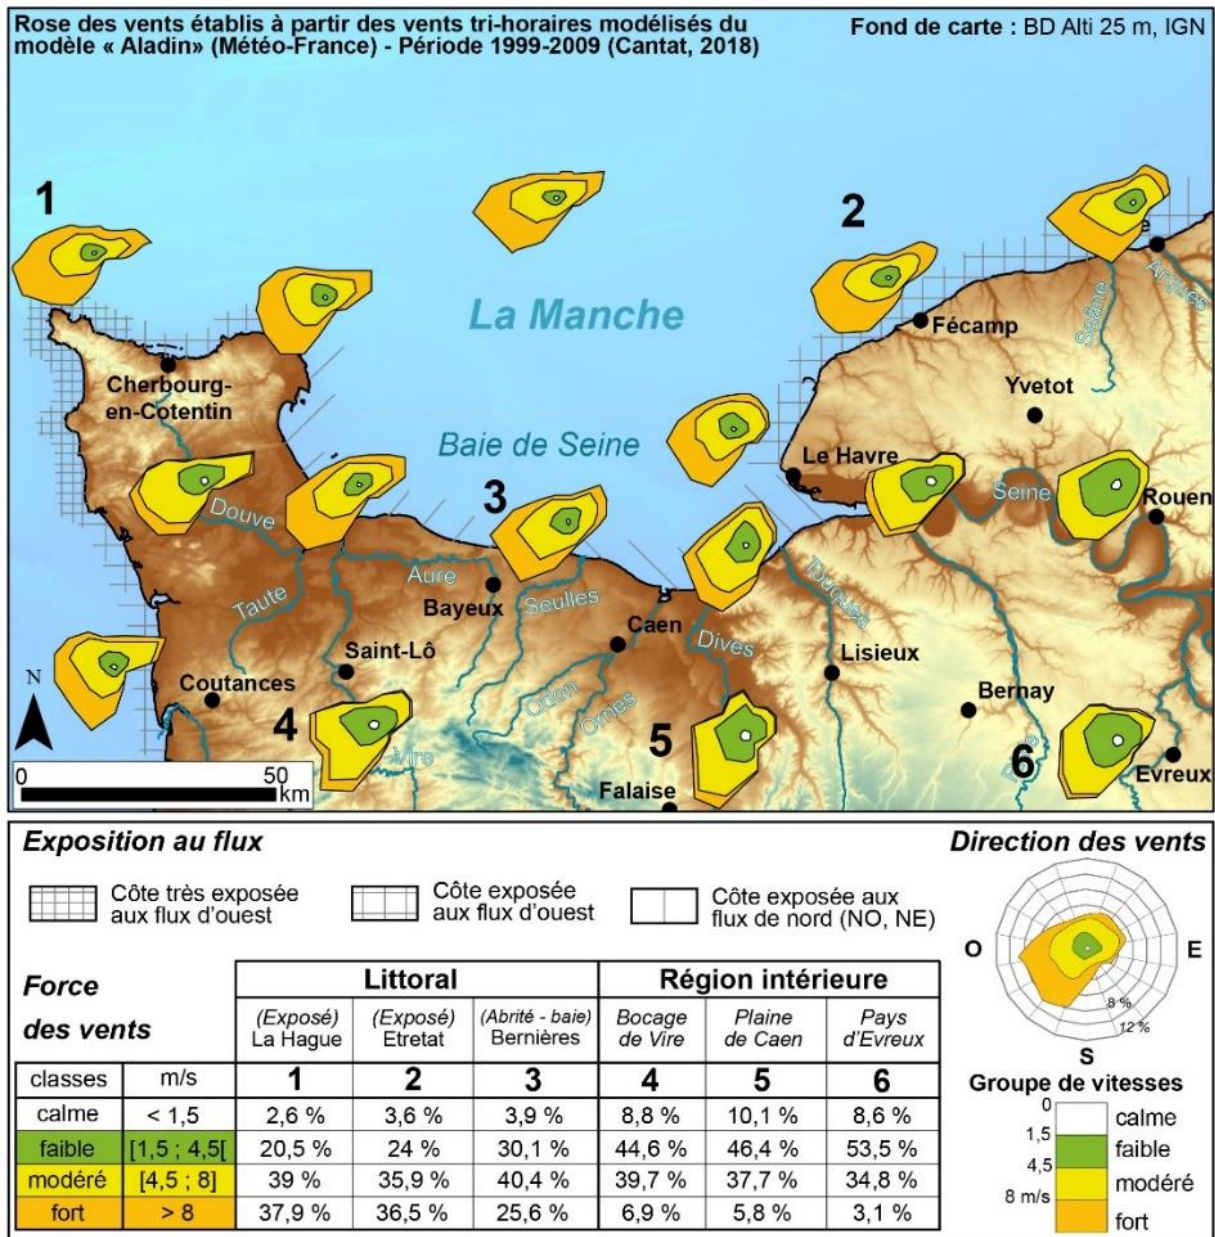 Rose des vents établis à partir des vents tri-horaires modélisés du
modèle « Aladin» (Météo-France) - Période 1999-2009 (Cantat, 2018)
Fond de carte : BD Alti 25 m, IGN
1
2
La Manche
Saâne
Arques
Fécamp
Cherbourg-
en-Cotentin
Yvetot
Baie de Seine
Le Havre
3
Seine
Rouen
Douve
Aure
Taute
Bayeux
Seulles
Touques
Caen
Dives
Saint-Lô
Lisieux
N
Coutances
Odon
Ornes
Bernay
4
Vire
5
6
Evreux
Falaise
0
50
km
Exposition au flux
Côte très exposée
aux flux d'ouest
Côte exposée
aux flux d'ouest
Côte exposée aux
flux de nord (NO, NE)
Direction des vents
O
E
8 %
12 %
S
Force
des vents
Littoral
Région intérieure
(Exposé)
La Hague
(Exposé)
Etretat
(Abrité - baie)
Bernières
Bocage
de Vire
Plaine
de Caen
Pays
d'Evreux
classes m/s 1 2 3 4 5 6
calme < 1,5 2,6 % 3,6 % 3,9 % 8,8 % 10,1 % 8,6 %
faible [1,5 ; 4,5[ 20,5 % 24 % 30,1 % 44,6 % 46,4 % 53,5 %
modéré [4,5 ; 8] 39 % 35,9 % 40,4 % 39,7 % 37,7 % 34,8 %
fort > 8 37,9 % 36,5 % 25,6 % 6,9 % 5,8 % 3,1 %
Groupe de vitesses
0
calme
1,5
faible
4,5
modéré
8 m/s
fort